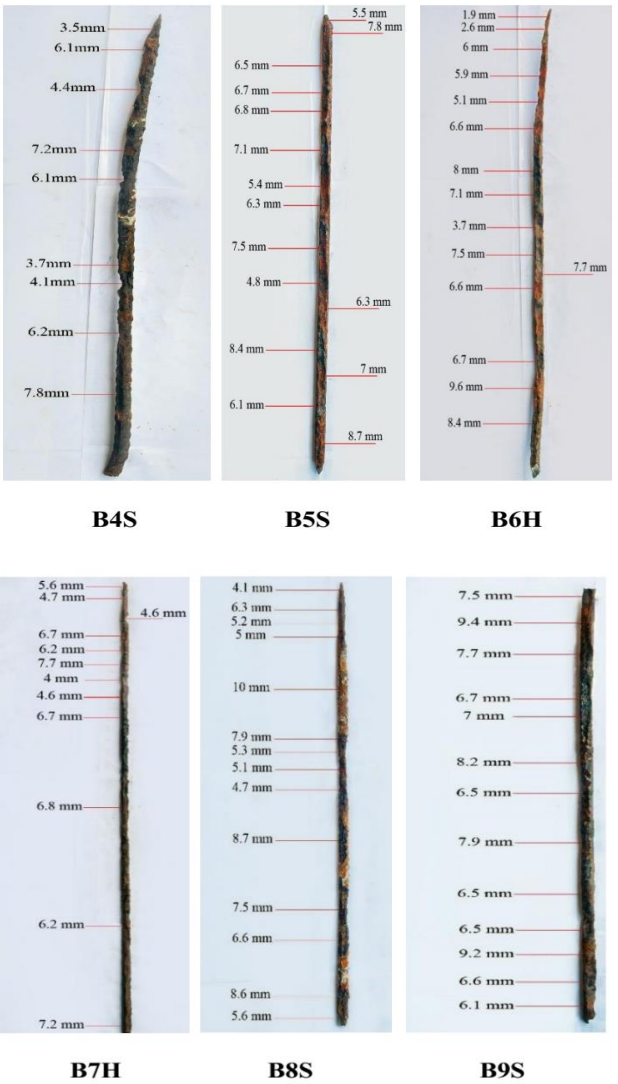 3.5mm
6.1mm
4.4mm
7.2mm
6.1mm
3.7mm
4.1mm
6.2mm
7.8mm
B4S
5.5 mm
7.8 mm
6.5 mm
6.7 mm
6.8 mm
7.1 mm
5.4 mm
6.3 mm
7.5 mm
4.8 mm
6.3 mm
8.4 mm
7 mm
6.1 mm
8.7 mm
B5S
1.9 mm
2.6 mm
6 mm
5.9 mm
5.1 mm
6.6 mm
8 mm
7.1 mm
3.7 mm
7.5 mm
7.7 mm
6.6 mm
6.7 mm
9.6 mm
8.4 mm
B6H
5.6 mm
4.7 mm
4.6 mm
6.7 mm
6.2 mm
7.7 mm
4 mm
4.6 mm
6.7 mm
6.8 mm
6.2 mm
7.2 mm
B7H
4.1 mm
6.3 mm
5.2 mm
5 mm
10 mm
7.9 mm
5.3 mm
5.1 mm
4.7 mm
8.7 mm
7.5 mm
6.6 mm
8.6 mm
5.6 mm
B8S
7.5 mm
9.4 mm
7.7 mm
6.7 mm
7 mm
8.2 mm
6.5 mm
7.9 mm
6.5 mm
6.5 mm
9.2 mm
6.6 mm
6.1 mm
B9S